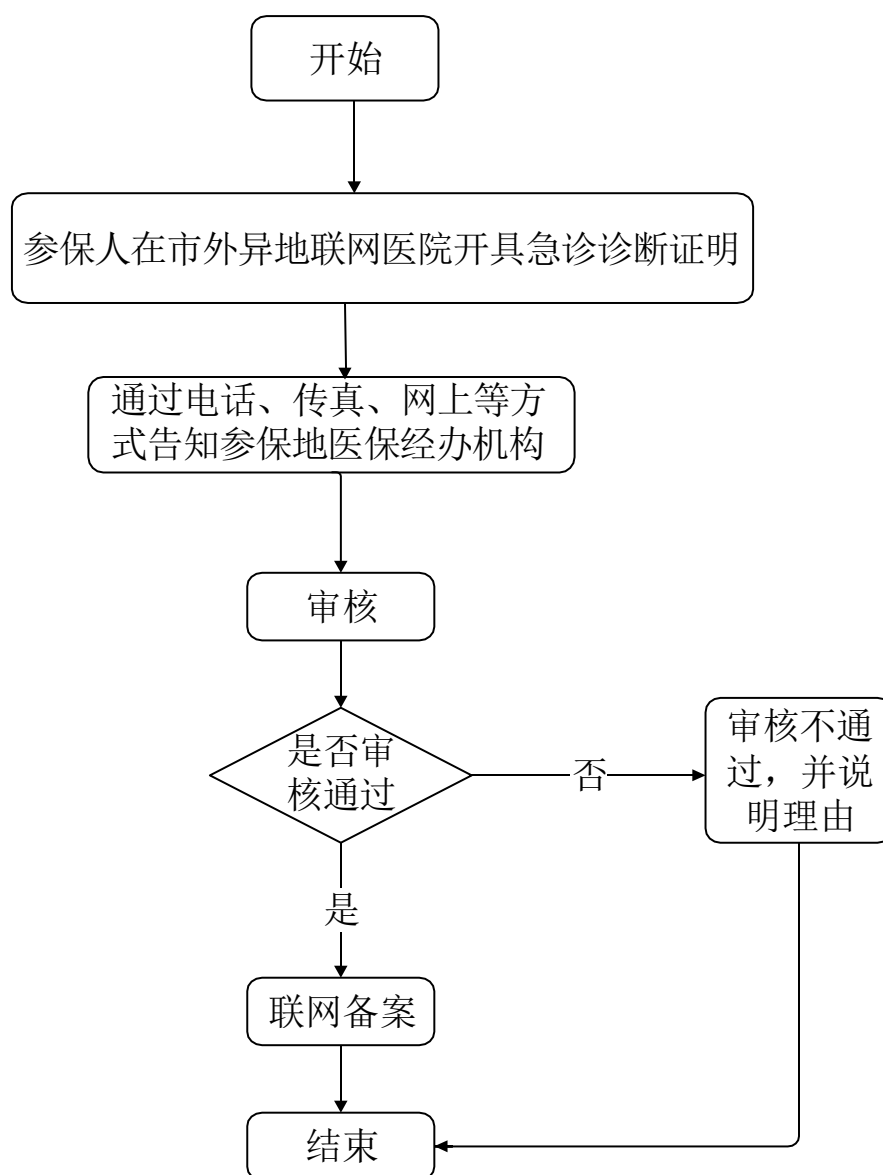 开始
参保人在市外异地联网医院开具急诊诊断证明
通过电话、传真、网上等方
式告知参保地医保经办机构
审核
是否审
核通过
否
审核不通
过，并说
明理由
是
联网备案
结束